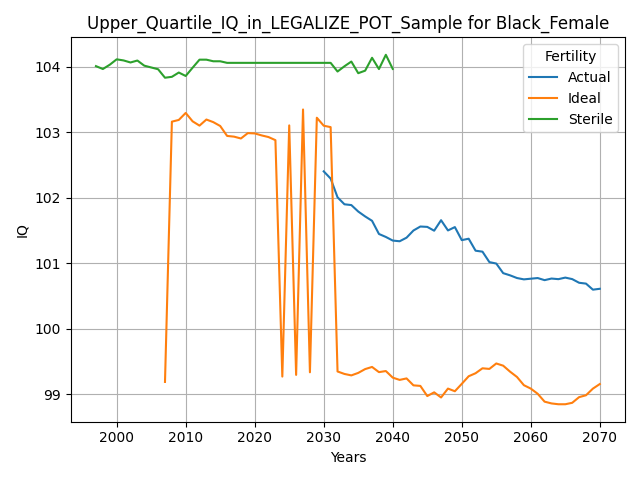 Upper_Quartile_IQ_in_LEGALIZE_POT_Sample for Black_Female
Fertility
Actual
Ideal
Sterile
IQ
104
103
102
101
100
99
2000 2010 2020 2030 2040 2050 2060 2070
Years